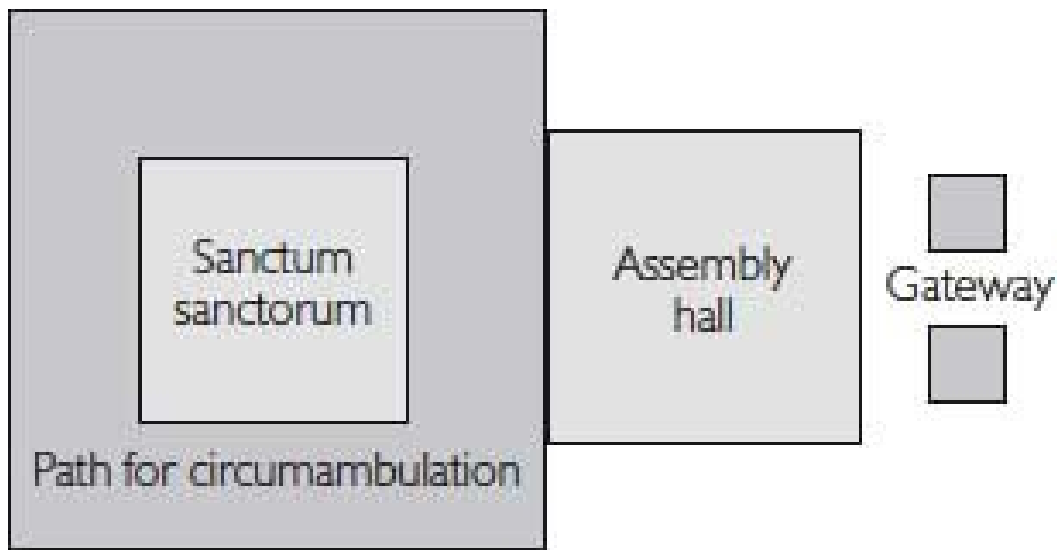 Sanctum
sanctorum
Path for circumambulation
Assembly
hall
Gateway